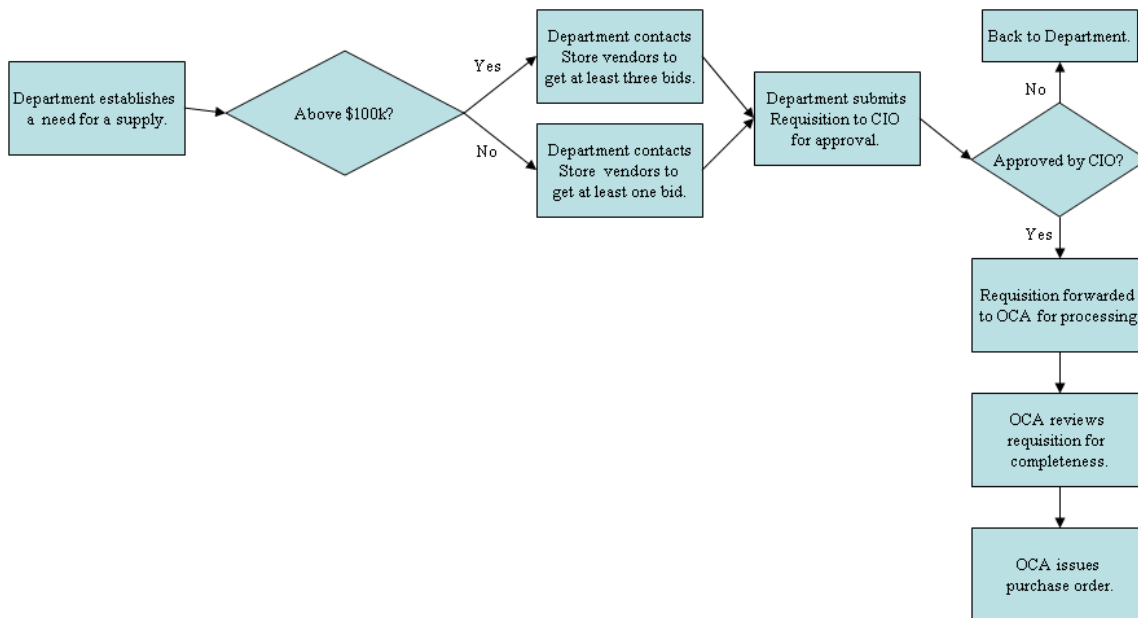 Department establishes
a need for a supply.
Above $100k?
Yes
No
Department contacts
Store vendors to
get at least three bids.
Department contacts
Store vendors to
get at least one bid.
Department submits
Requisition to CIO
for approval.
Back to Department.
No
Approved by CIO?
Yes
Requisition forwarded
to OCA for processing
OCA reviews
requisition for
completeness.
OCA issues
purchase order.